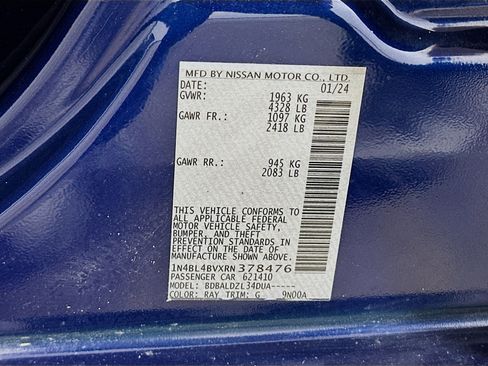 MFD BY NISSAN MOTOR CO., LTD.
DATE: 01/24
GVWR: 1963 KG
4328 LB
GAWR FR.: 1097 KG
2418 LB
GAWR RR.: 945 KG
2083 LB
THIS VEHICLE CONFORMS TO
ALL APPLICABLE FEDERAL
MOTOR VEHICLE SAFETY,
BUMPER, AND THEFT
PREVENTION STANDARDS IN
EFFECT ON THE DATE OF
MANUFACTURE SHOWN ABOVE.
1N4BL4BVXRN378476
PASSENGER CAR 621410
MODEL: BDBALDZL34DUA-----
COLOR: RAY TRIM: G 9N00A